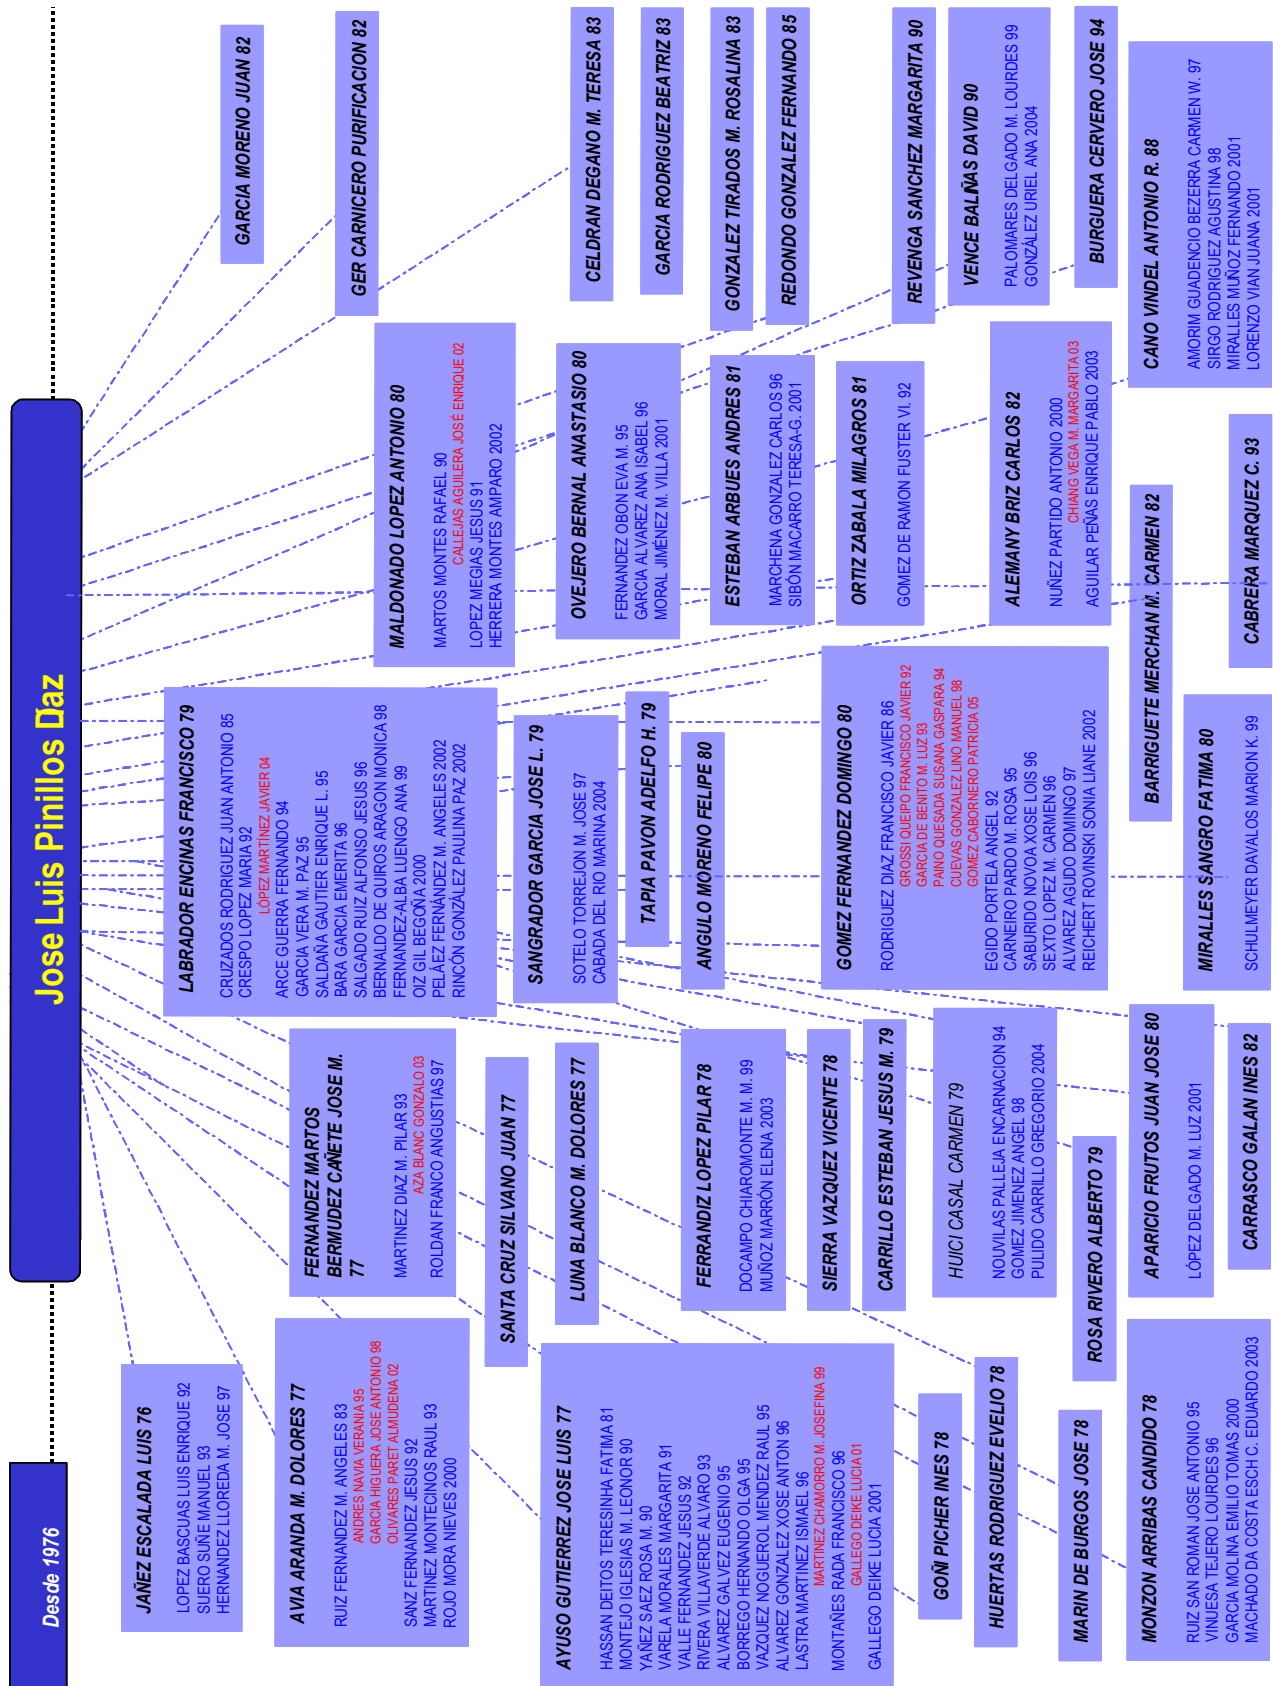 Desde 1976
Jose Luis Pinillos Díaz
JAÑEZ ESCALADA LUIS 76
LOPEZ BASCUAS LUIS ENRIQUE 92
SUERO SUÑE MANUEL 93
HERNANDEZ LLOREDA M. JOSE 97
AVIA ARANDA M. DOLORES 77
RUIZ FERNANDEZ M. ANGELES 83
ANDRES NAVIA VERANIA 95
GARCIA HIGUERA JOSE ANTONIO 98
OLIVARES PARET ALMUDENA 02
SANZ FERNANDEZ JESUS 92
MARTINEZ MONTECINOS RAUL 93
ROJO MORA NIEVES 2000
AYUSO GUTIERREZ JOSE LUIS 77
HASSAN DEITOS TERESINHA FATIMA 81
MONTEJO IGLESIAS M. LEONOR 90
YAÑEZ SAEZ ROSA M. 90
VARELA MORALES MARGARITA 91
VALLE FERNANDEZ JESUS 92
RIVERA VILLAVERDE ALVARO 93
ALVAREZ GALVEZ EUGENIO 95
BORREGO HERNANDO OLGA 95
VAZQUEZ NOGUEROL MENDEZ RAUL 95
ALVAREZ GONZALEZ XOSE ANTON 96
LASTRA MARTINEZ ISMAEL 96
MARTINEZ CHAMORRO M. JOSEFINA 99
MONTAÑES RADA FRANCISCO 96
GALLEGO DEIKE LUCIA 01
GALLEGO DEIKE LUCIA 2001
GOÑI PICHER INES 78
HUERTAS RODRIGUEZ EVELIO 78
MARIN DE BURGOS JOSE 78
MONZON ARRIBAS CANDIDO 78
RUIZ SAN ROMAN JOSE ANTONIO 95
VINUESA TEJERO LOURDES 96
GARCIA MOLINA EMILIO TOMAS 2000
MACHADO DA COSTA ESCH C. EDUARDO 2003
FERNANDEZ MARTOS
BERMUDEZ CAÑETE JOSE M.
77
MARTINEZ DIAZ M. PILAR 93
AZA BLANC GONZALO 03
ROLDAN FRANCO ANGUSTIAS 97
SANTA CRUZ SILVANO JUAN 77
LUNA BLANCO M. DOLORES 77
FERRANDIZ LOPEZ PILAR 78
DOCAMPO CHIAROMONTE M. M. 99
MUÑOZ MARRÓN ELENA 2003
SIERRA VAZQUEZ VICENTE 78
CARRILLO ESTEBAN JESUS M. 79
HUICI CASAL CARMEN 79
NOUVILAS PALLEJA ENCARNACION 94
GOMEZ JIMENEZ ANGEL 98
PULIDO CARRILLO GREGORIO 2004
ROSA RIVERO ALBERTO 79
APARICIO FRUTOS JUAN JOSE 80
LÓPEZ DELGADO M. LUZ 2001
CARRASCO GALAN INES 82
LABRADOR ENCINAS FRANCISCO 79
CRUZADOS RODRIGUEZ JUAN ANTONIO 85
CRESPO LOPEZ MARIA 92
LÓPEZ MARTÍNEZ JAVIER 04
ARCE GUERRA FERNANDO 94
GARCIA VERA M. PAZ 95
SALDAÑA GAUTIER ENRIQUE L. 95
BARA GARCIA EMERITA 96
SALGADO RUIZ ALFONSO JESUS 96
BERNALDO DE QUIROS ARAGON MONICA 98
FERNANDEZ-ALBA LUENGO ANA 99
OIZ GIL BEGOÑA 2000
PELÁEZ FERNÁNDEZ M. ANGELES 2002
RINCÓN GONZÁLEZ PAULINA PAZ 2002
SANGRADOR GARCIA JOSE L. 79
SOTELO TORREJON M. JOSE 97
CABADA DEL RIO MARINA 2004
TAPIA PAVON ADELFO H. 79
ANGULO MORENO FELIPE 80
GOMEZ FERNANDEZ DOMINGO 80
RODRIGUEZ DIAZ FRANCISCO JAVIER 86
GROSSI QUEIPO FRANCISCO JAVIER 92
GARCIA DE BENITO M. LUZ 93
PAINO QUESADA SUSANA GASPARA 94
CUEVAS GONZALEZ LINO MANUEL 98
GOMEZ CABORNERO PATRICIA 05
EGIDO PORTELA ANGEL 92
CARNEIRO PARDO M. ROSA 95
SABURIDO NOVOA XOSE LOIS 96
SEXTO LOPEZ M. CARMEN 96
ALVAREZ AGUDO DOMINGO 97
REICHERT ROVINSKI SONIA LIANE 2002
MIRALLES SANGRO FATIMA 80
SCHULMEYER DAVALOS MARION K. 99
MALDONADO LOPEZ ANTONIO 80
MARTOS MONTES RAFAEL 90
CALLEJAS AGUILERA JOSÉ ENRIQUE 02
LOPEZ MEGIAS JESUS 91
HERRERA MONTES AMPARO 2002
OVEJERO BERNAL ANASTASIO 80
FERNANDEZ OBON EVA M. 95
GARCIA ALVAREZ ANA ISABEL 96
MORAL JIMÉNEZ M. VILLA 2001
ESTEBAN ARBUES ANDRES 81
MARCHENA GONZALEZ CARLOS 96
SIBÓN MACARRO TERESA-G. 2001
ORTIZ ZABALA MILAGROS 81
GOMEZ DE RAMON FUSTER VI. 92
ALEMANY BRIZ CARLOS 82
NUÑEZ PARTIDO ANTONIO 2000
CHIANG VEGA M. MARGARITA 03
AGUILAR PEÑAS ENRIQUE PABLO 2003
BARRIGUETE MERCHAN M. CARMEN 82
CABRERA MARQUEZ C. 93
GARCIA MORENO JUAN 82
GER CARNICERO PURIFICACION 82
CELDRAN DEGANO M. TERESA 83
GARCIA RODRIGUEZ BEATRIZ 83
GONZALEZ TIRADOS M. ROSALINA 83
REDONDO GONZALEZ FERNANDO 85
REVENGA SANCHEZ MARGARITA 90
VENCE BALIÑAS DAVID 90
PALOMARES DELGADO M. LOURDES 99
GONZÁLEZ URIEL ANA 2004
BURGUERA CERVERO JOSE 94
CANO VINDEL ANTONIO R. 88
AMORIM GUADENCIO BEZERRA CARMEN W. 97
SIRGO RODRIGUEZ AGUSTINA 98
MIRALLES MUÑOZ FERNANDO 2001
LORENZO VIAN JUANA 2001